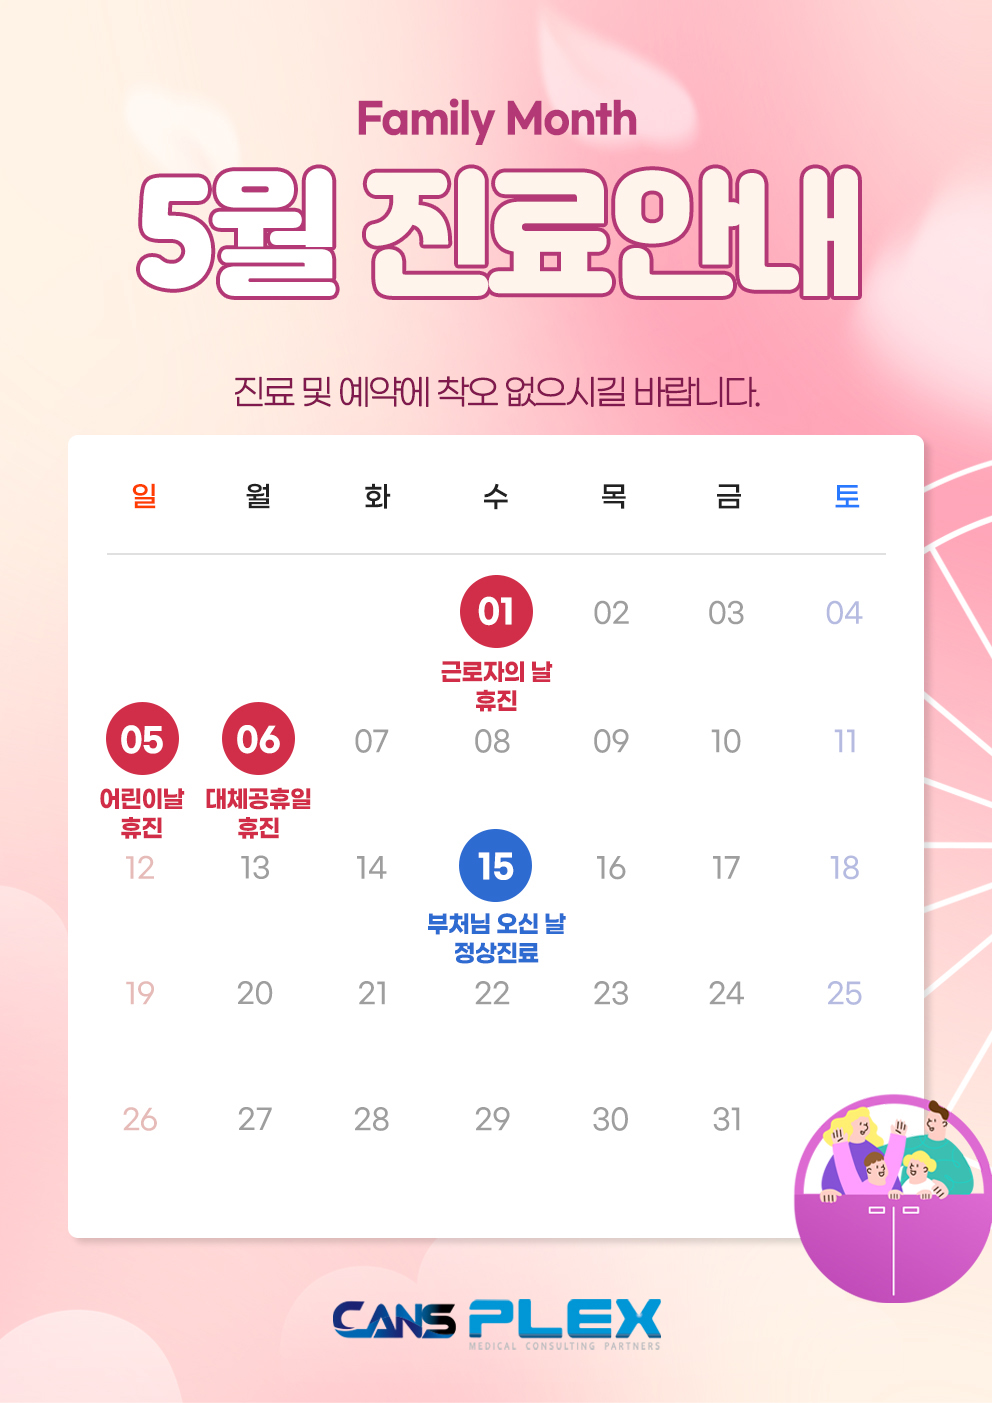 Family Month
5월 진료안내
진료 및 예약에 착오 없으시길 바랍니다.
일 월 화 수 목 금 토
01 02 03 04
근로자의 날
휴진
05 06 07 08 09 10 11
어린이날 대체공휴일
휴진 휴진
12 13 14 15 16 17 18
부처님 오신 날
정상진료
19 20 21 22 23 24 25
26 27 28 29 30 31
CANS PLEX
MEDICAL CONSULTING PARTNERS